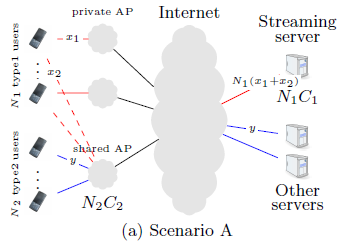 private AP
Internet
Streaming
server
N₁ type1 users
x₁
x₂
N₁(x₁+x₂)
N₁C₁
shared AP
y
y
N₂ type2 users
N₂C₂
Other
servers
(a) Scenario A